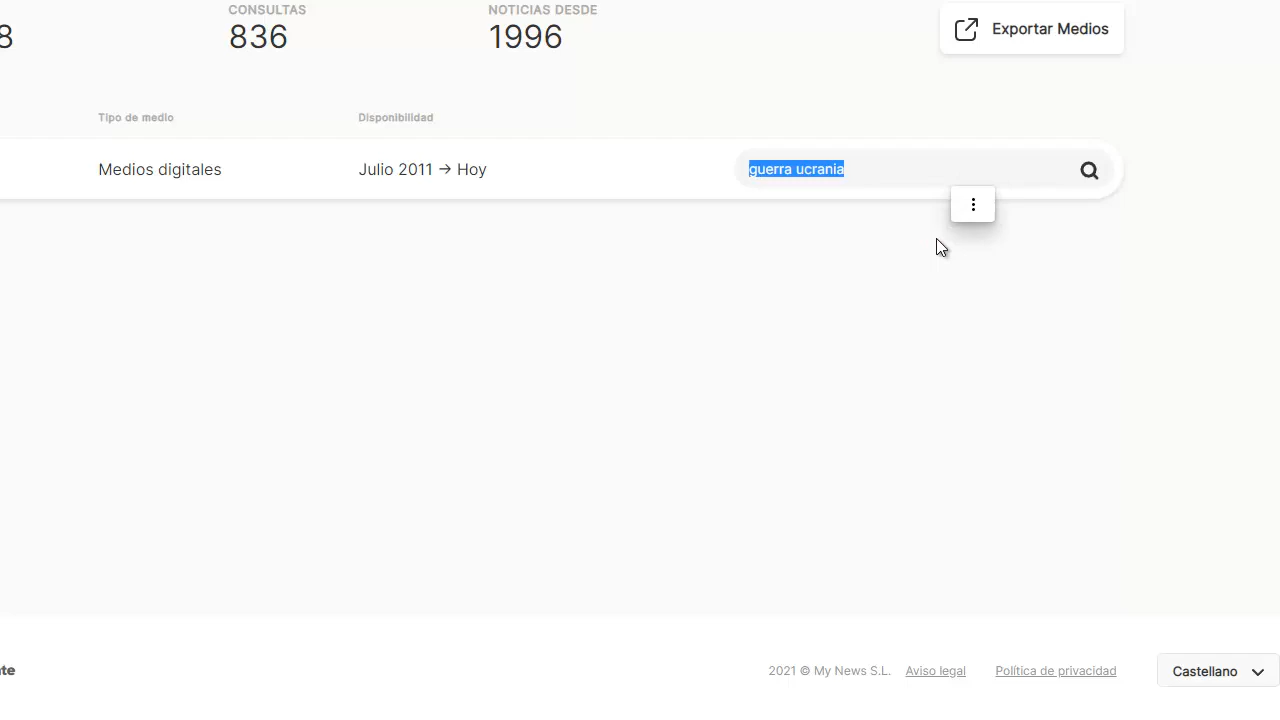 CONSULTAS
NOTICIAS DESDE
8
836
1996
Exportar Medios
Tipo de medio
Disponibilidad
Medios digitales
Julio 2011 → Hoy
guerra ucrania
2021 © My News S.L.
Aviso legal
Política de privacidad
Castellano